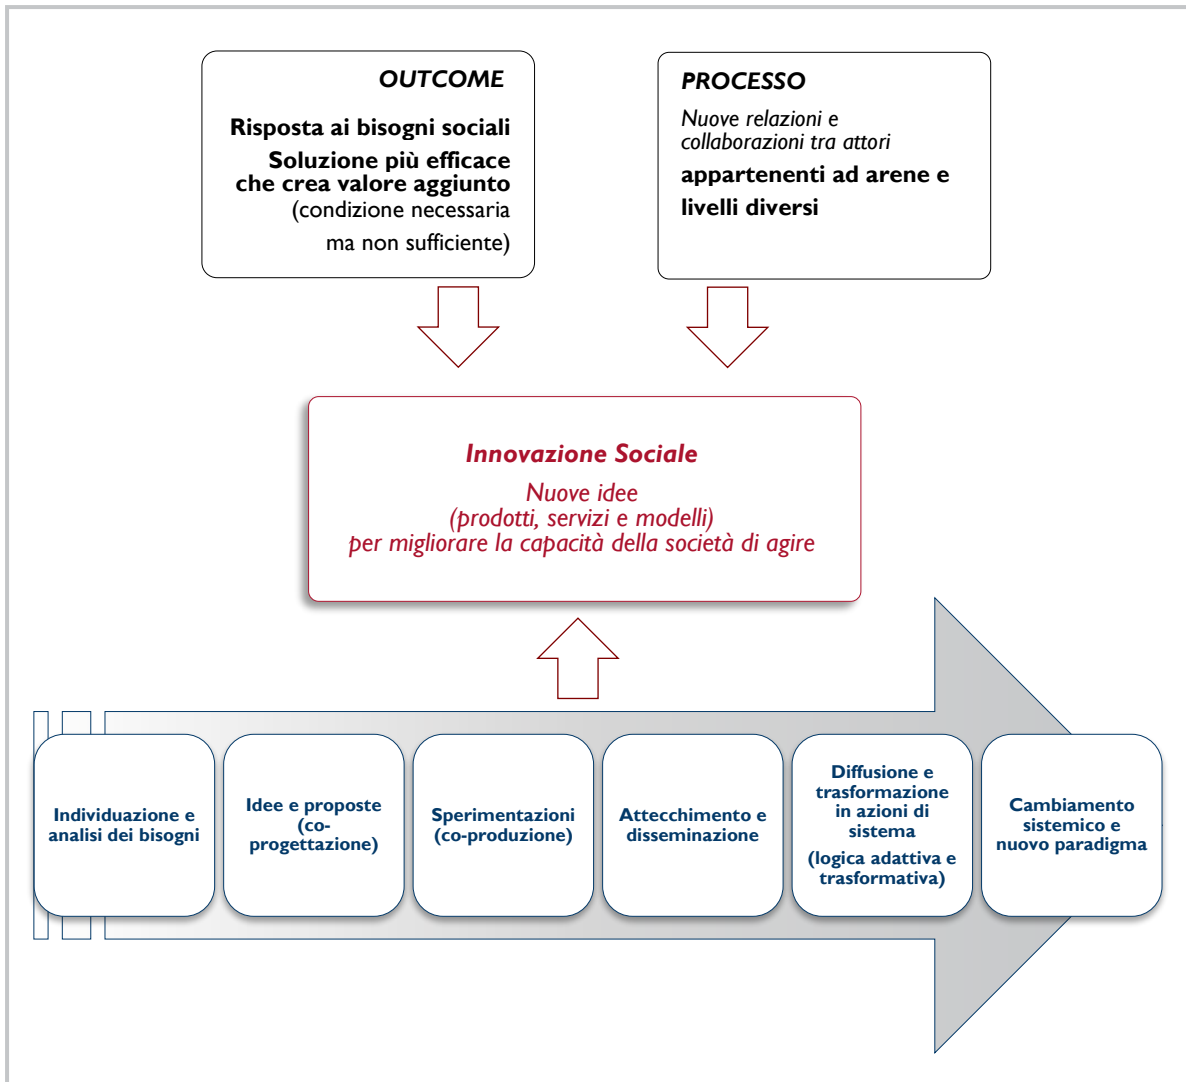 OUTCOME
Risposta ai bisogni sociali
Soluzione più efficace
che crea valore aggiunto
(condizione necessaria
ma non sufficiente)
PROCESSO
Nuove relazioni e
collaborazioni tra attori
appartenenti ad arene e
livelli diversi
Innovazione Sociale
Nuove idee
(prodotti, servizi e modelli)
per migliorare la capacità della società di agire
Individuazione e
analisi dei bisogni
Idee e proposte
(co-
progettazione)
Sperimentazioni
(co-produzione)
Attecchimento e
disseminazione
Diffusione e
trasformazione
in azioni di
sistema
(logica adattiva e
trasformativa)
Cambiamento
sistemico e
nuovo paradigma